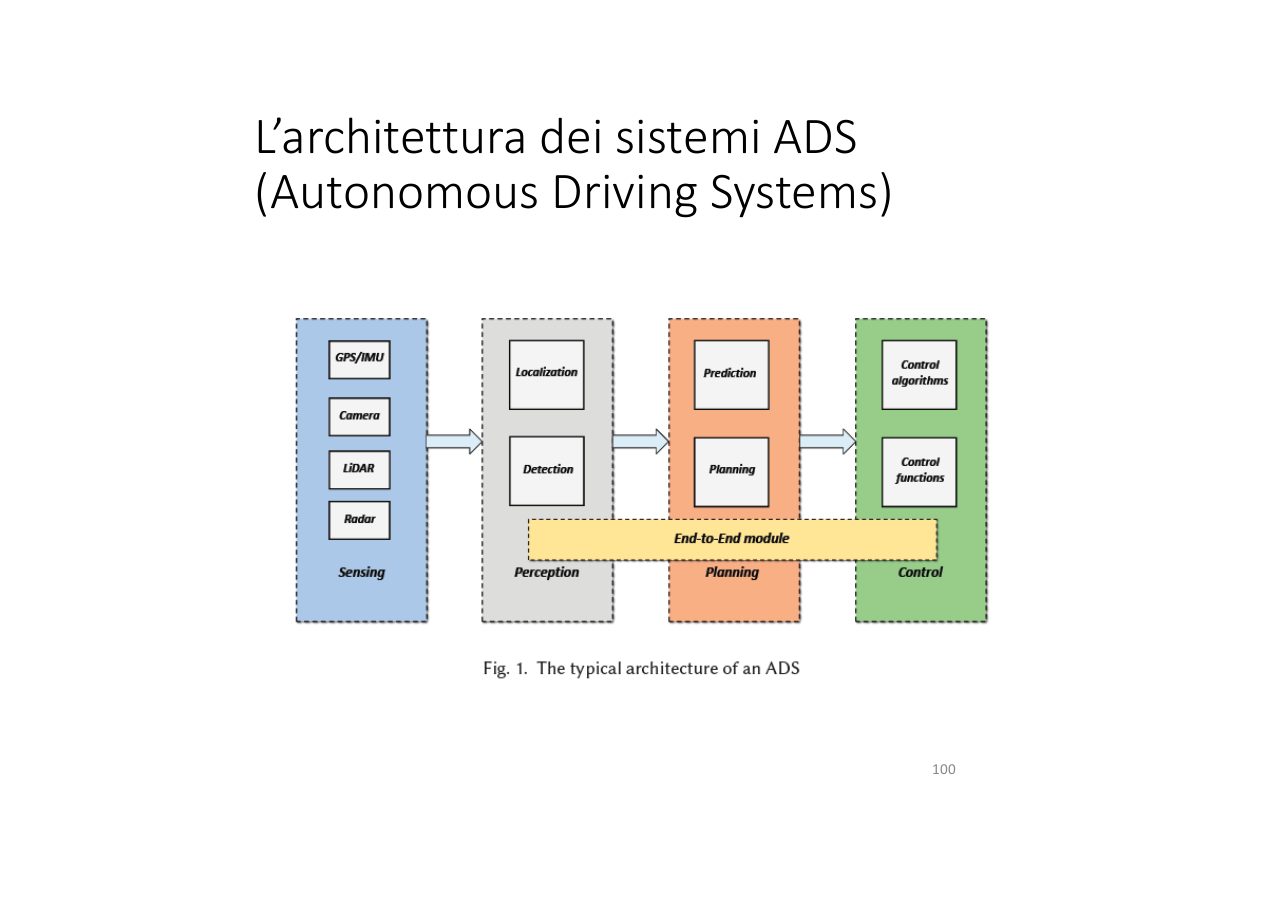 L’architettura dei sistemi ADS
(Autonomous Driving Systems)
GPS/IMU
Camera
LiDAR
Radar
Sensing
Localization
Detection
Perception
Prediction
Planning
Planning
Control
algorithms
Control
functions
Control
End-to-End module
Fig. 1. The typical architecture of an ADS
100